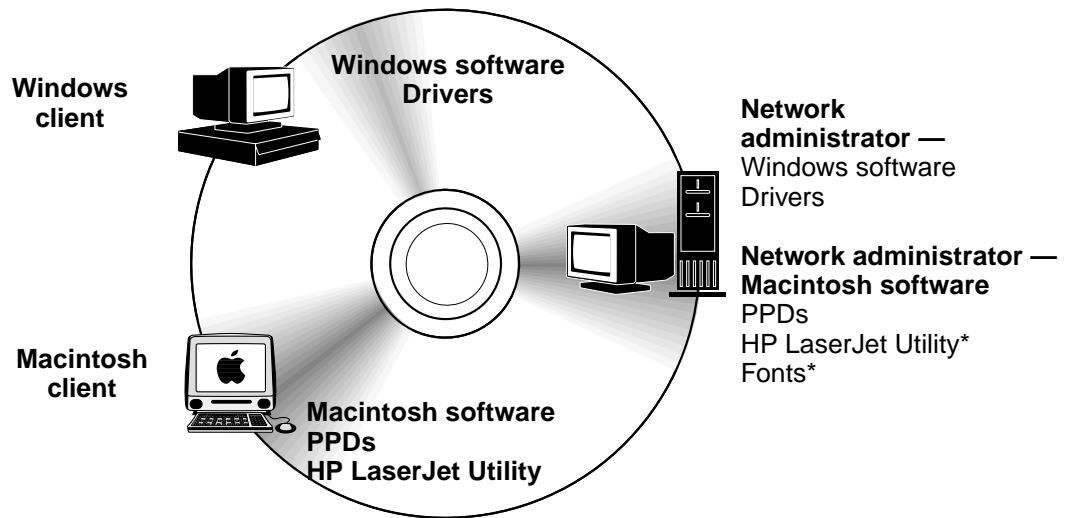 Windows
client
Windows software
Drivers
Network
administrator —
Windows software
Drivers
Network administrator —
Macintosh software
PPDs
HP LaserJet Utility*
Fonts*
Macintosh
client
Macintosh software
PPDs
HP LaserJet Utility